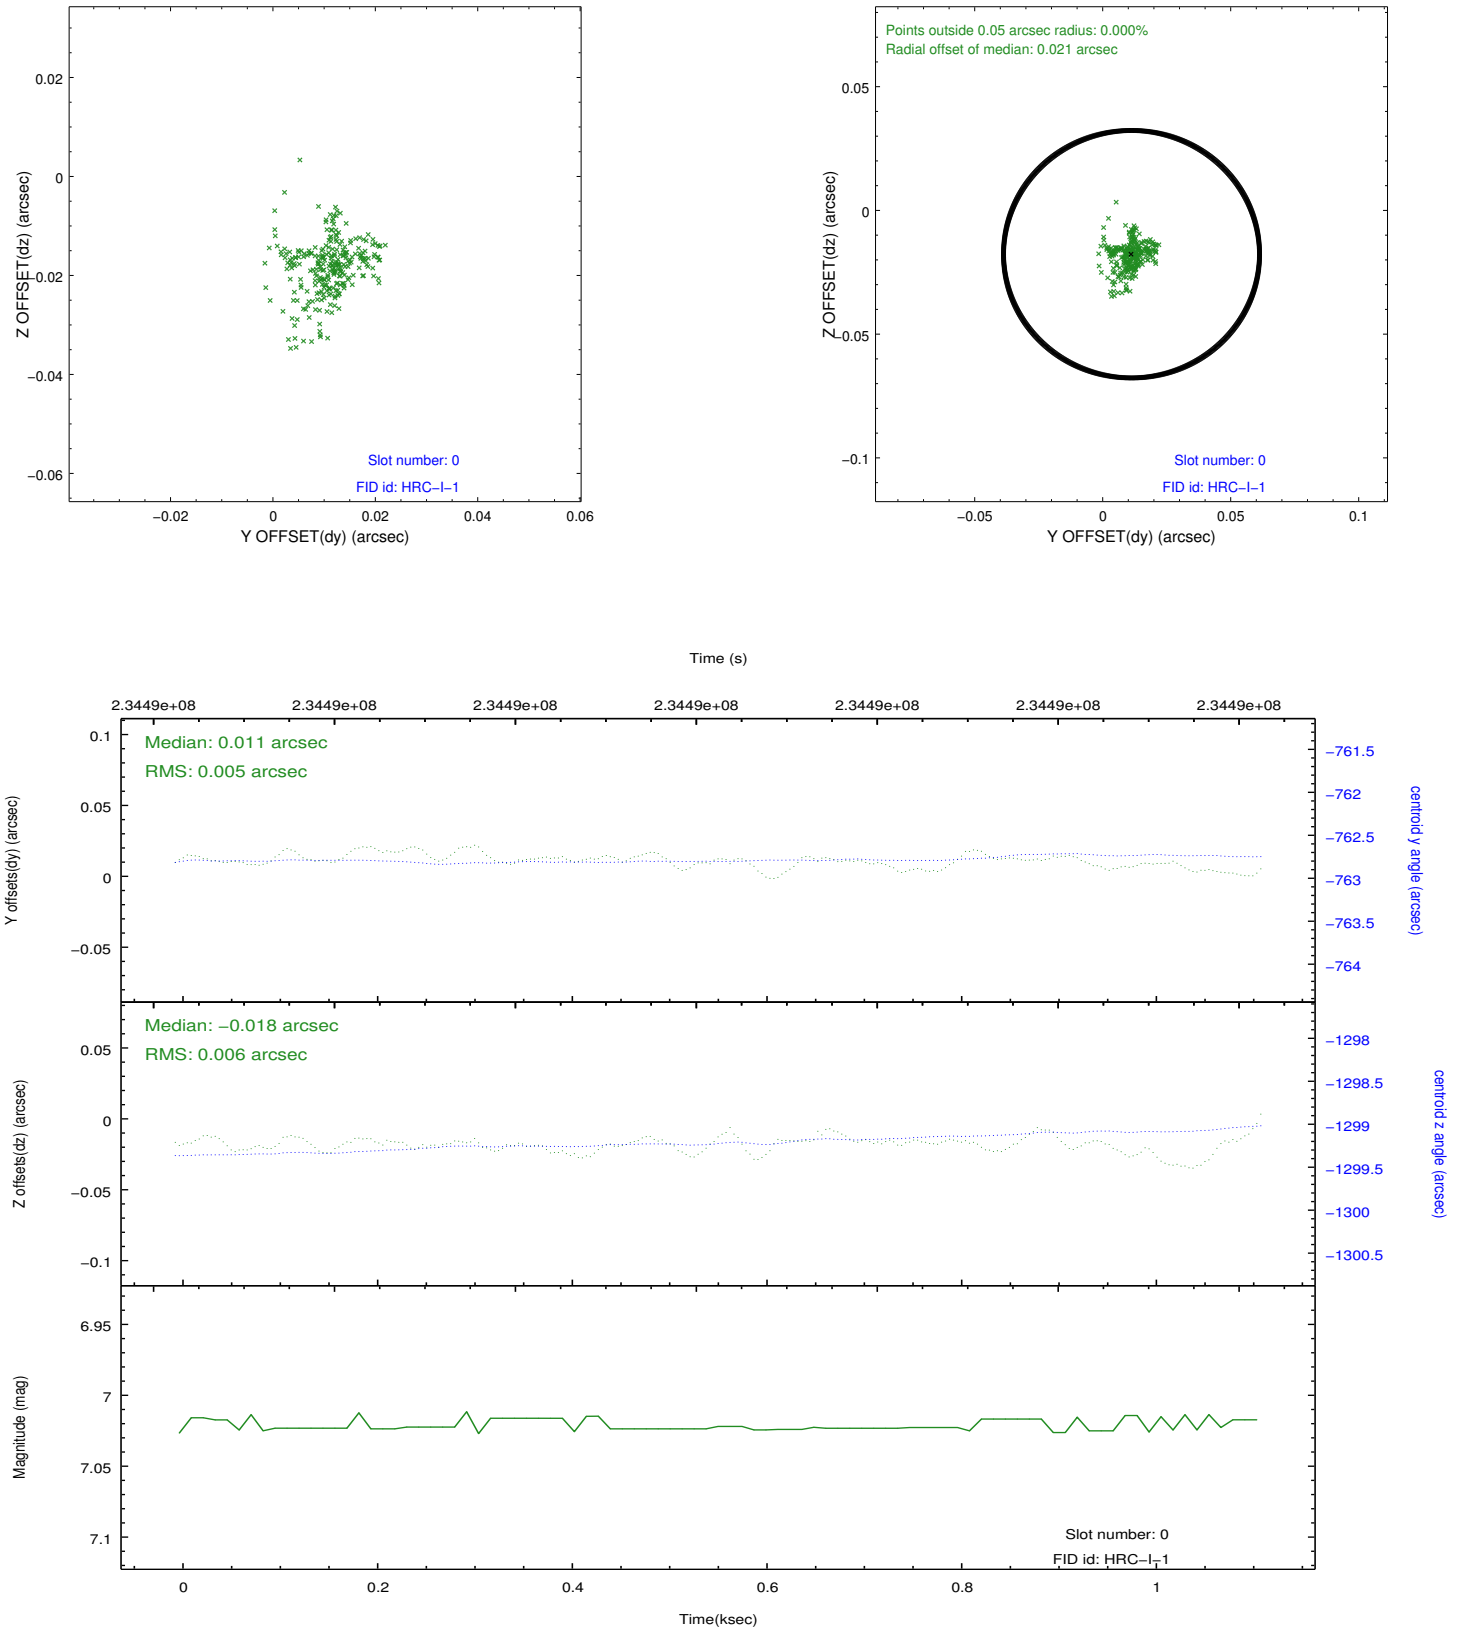 0.02
0
−0.02
−0.04
−0.06
Z OFFSET(dz) (arcsec)
Slot number: 0
FID id: HRC−I−1
−0.02
0
0.02
0.04
0.06
Y OFFSET(dy) (arcsec)
Points outside 0.05 arcsec radius: 0.000%
Radial offset of median: 0.021 arcsec
0.05
0
−0.05
−0.1
Z OFFSET(dz) (arcsec)
Slot number: 0
FID id: HRC−I−1
−0.05
0
0.05
0.1
Y OFFSET(dy) (arcsec)
Time (s)
2.3449e+08 2.3449e+08 2.3449e+08 2.3449e+08 2.3449e+08 2.3449e+08 2.3449e+08
Median: 0.011 arcsec
RMS: 0.005 arcsec
0.1
0.05
0
−0.05
Y offsets(dy) (arcsec)
−761.5
−762
−762.5
−763
−763.5
−764
centroid y angle (arcsec)
Median: −0.018 arcsec
RMS: 0.006 arcsec
0.05
0
−0.05
−0.1
Z offsets(dz) (arcsec)
−1298
−1298.5
−1299
−1299.5
−1300
−1300.5
centroid z angle (arcsec)
6.95
7
7.05
7.1
Magnitude (mag)
Slot number: 0
FID id: HRC−I−1
0
0.2
0.4
0.6
0.8
1
Time(ksec)